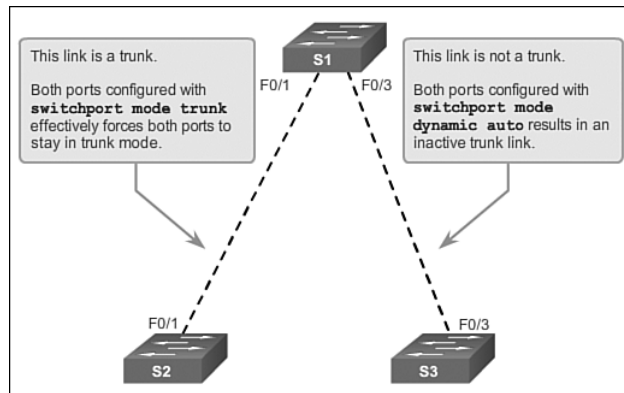 This link is a trunk.
Both ports configured with
switchport mode trunk
effectively forces both ports to
stay in trunk mode.
S1
F0/1
F0/3
This link is not a trunk.
Both ports configured with
switchport mode
dynamic auto results in an
inactive trunk link.
F0/1
S2
F0/3
S3